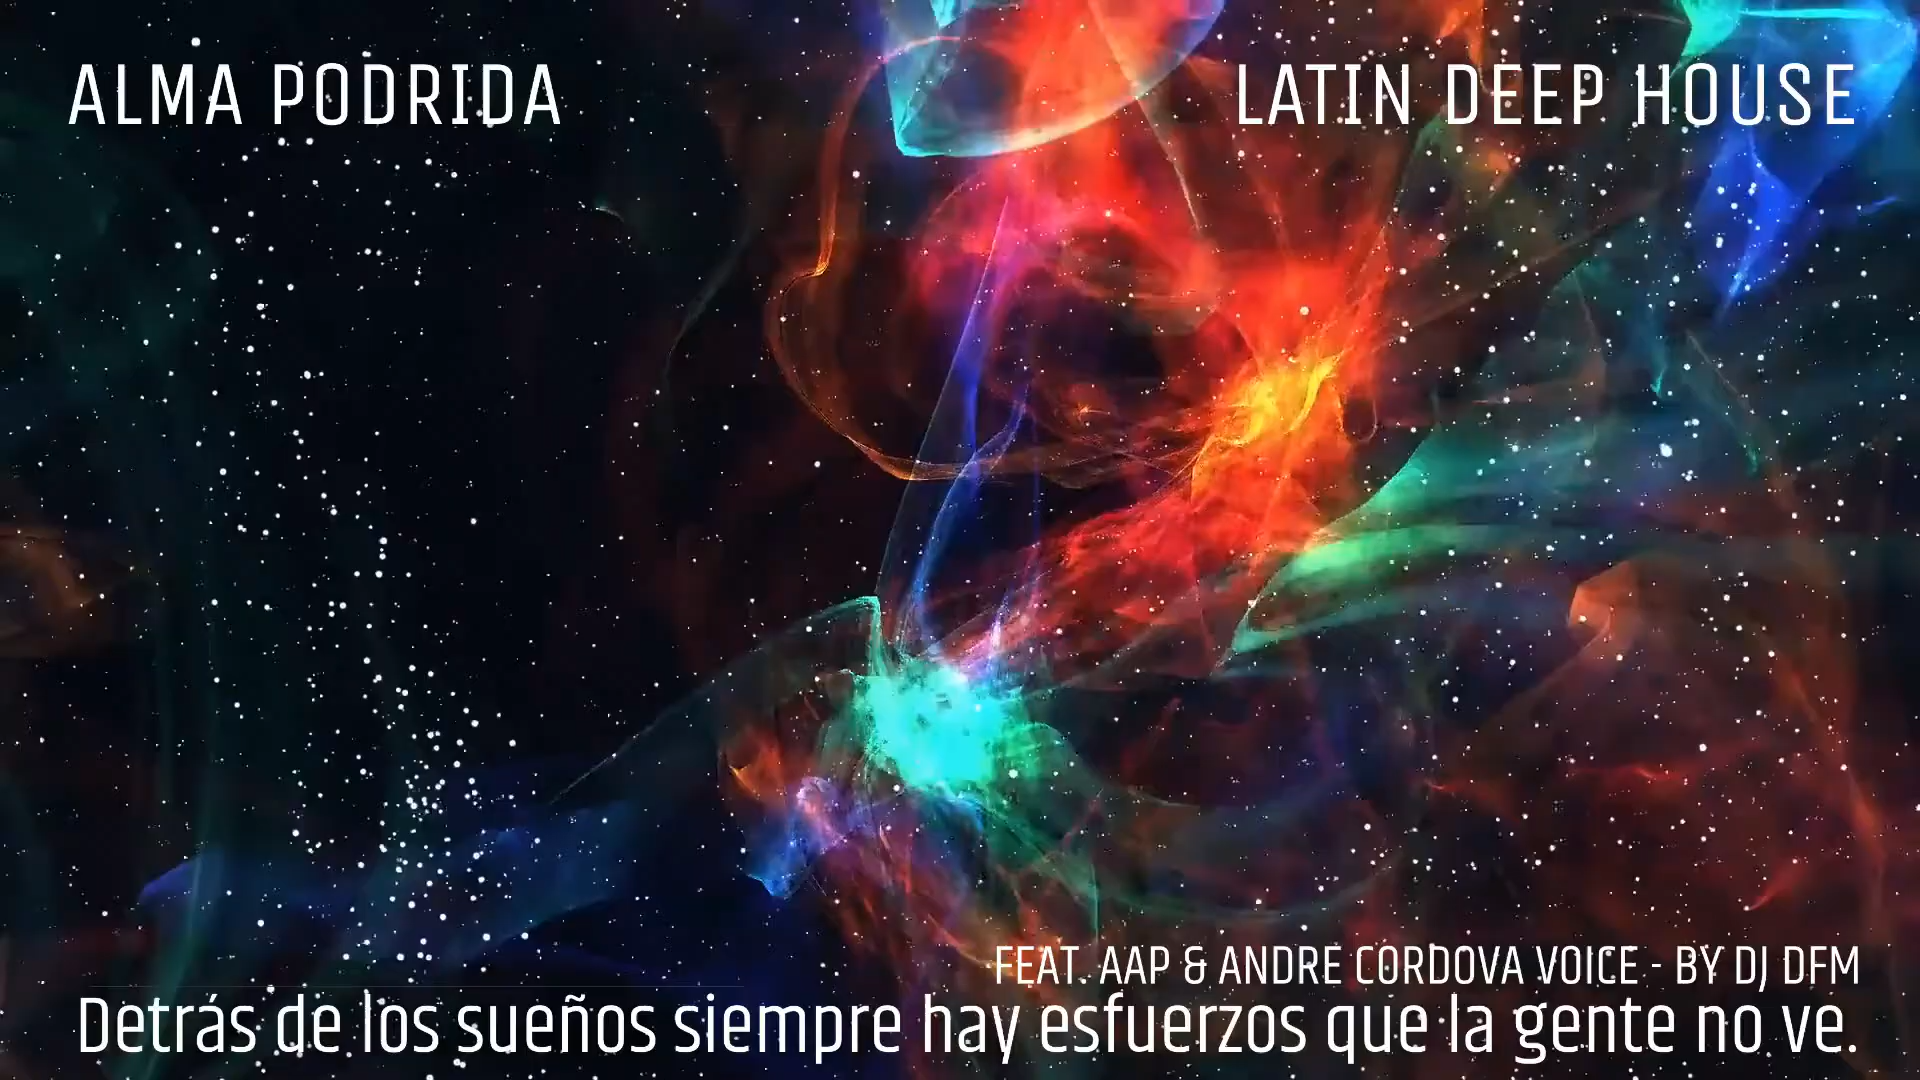 ALMA PODRIDA
LATIN DEEP HOUSE
FEAT. AAP & ANDRE CORDOVA VOICE - BY DJ DFM
Detrás de los sueños siempre hay esfuerzos que la gente no ve.